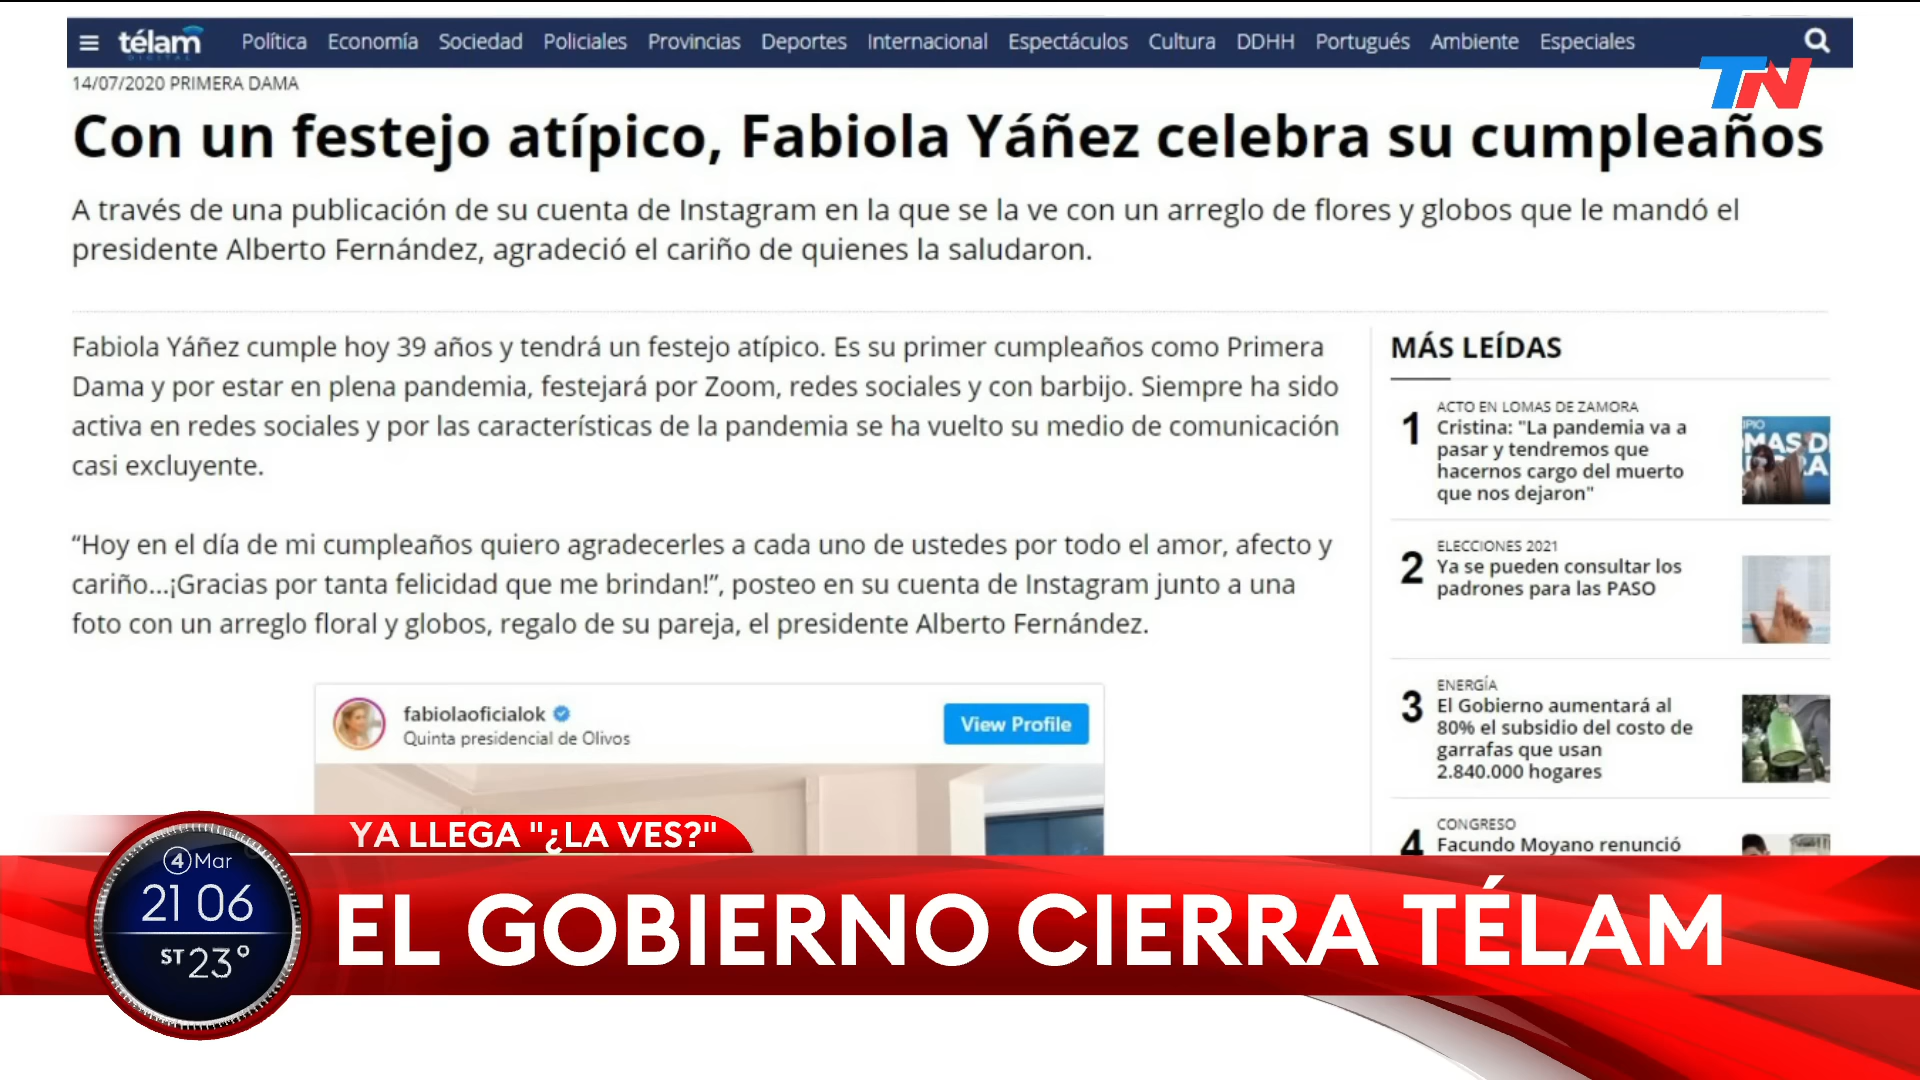 télam
DIGITAL
Política Economía Sociedad Policiales Provincias Deportes Internacional Espectáculos Cultura DDHH Portugués Ambiente Especiales
TN
14/07/2020 PRIMERA DAMA
Con un festejo atípico, Fabiola Yáñez celebra su cumpleaños
A través de una publicación de su cuenta de Instagram en la que se la ve con un arreglo de flores y globos que le mandó el
presidente Alberto Fernández, agradeció el cariño de quienes la saludaron.
Fabiola Yáñez cumple hoy 39 años y tendrá un festejo atípico. Es su primer cumpleaños como Primera
Dama y por estar en plena pandemia, festejará por Zoom, redes sociales y con barbijo. Siempre ha sido
activa en redes sociales y por las características de la pandemia se ha vuelto su medio de comunicación
casi excluyente.
“Hoy en el día de mi cumpleaños quiero agradecerles a cada uno de ustedes por todo el amor, afecto y
cariño...¡Gracias por tanta felicidad que me brindan!”, posteo en su cuenta de Instagram junto a una
foto con un arreglo floral y globos, regalo de su pareja, el presidente Alberto Fernández.
fabiolaoficialok
Quinta presidencial de Olivos
View Profile
MÁS LEÍDAS
1
ACTO EN LOMAS DE ZAMORA
Cristina: "La pandemia va a
pasar y tendremos que
hacernos cargo del muerto
que nos dejaron"
2
ELECCIONES 2021
Ya se pueden consultar los
padrones para las PASO
3
ENERGÍA
El Gobierno aumentará al
80% el subsidio del costo de
garrafas que usan
2.840.000 hogares
4
CONGRESO
Facundo Moyano renunció
YA LLEGA "¿LA VES?"
4 Mar
21 06
ST 23°
EL GOBIERNO CIERRA TÉLAM